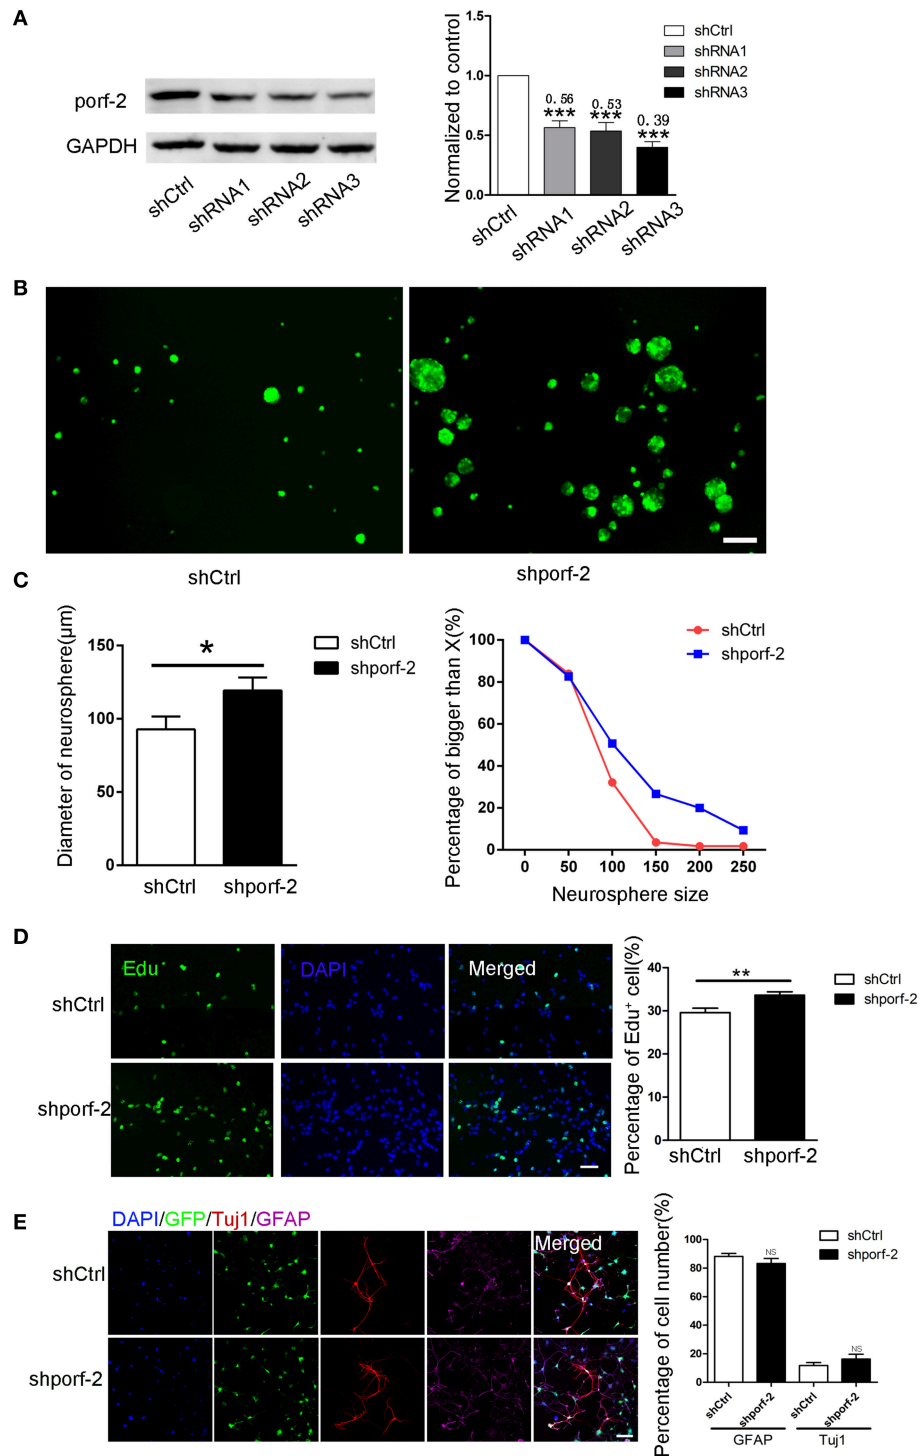 A
porf-2
GAPDH
shCtrl
shRNA1
shRNA2
shRNA3
Normalized to control
1.5
1.0
0.5
0.0
0.56
***
0.53
***
0.39
***
shCtrl
shRNA1
shRNA2
shRNA3
shCtrl
shRNA1
shRNA2
shRNA3
B
shCtrl
shporf-2
C
Diameter of neurosphere(μm)
150
100
50
0
*
shCtrl
shporf-2
shCtrl
shporf-2
Percentage of bigger than X(%)
100
80
60
40
20
0
shCtrl
shporf-2
0 50 100 150 200 250
Neurosphere size
D
Edu
DAPI
Merged
shCtrl
shporf-2
Percentage of Edu⁺ cell(%)
40
30
20
10
0
**
shCtrl
shporf-2
shCtrl
shporf-2
E
DAPI/GFP/Tuj1/GFAP
Merged
shCtrl
shporf-2
Percentage of cell number(%)
100
80
60
40
20
0
NS
NS
shCtrl
shporf-2
shCtrl
shporf-2
shCtrl
shporf-2
GFAP
Tuj1